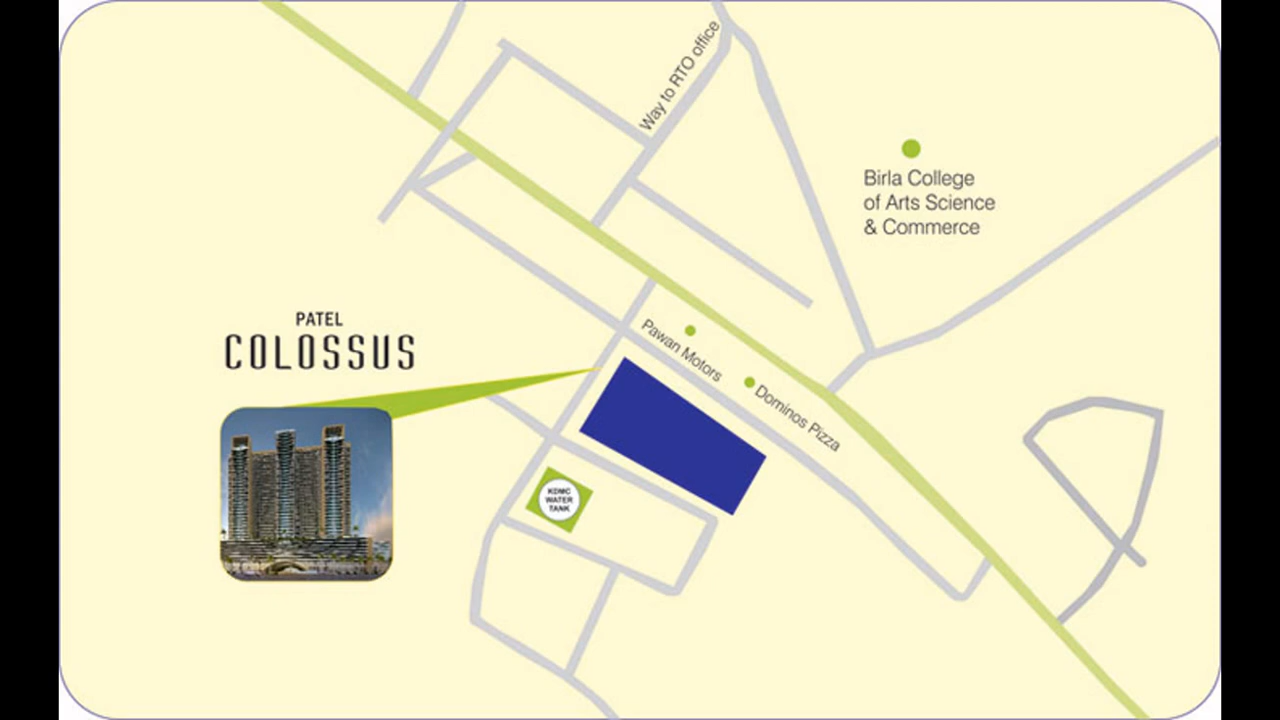 Way to RTO office
Birla College
of Arts Science
& Commerce
PATEL
COLOSSUS
Pawan Motors
Dominos Pizza
KDMC
WATER
TANK